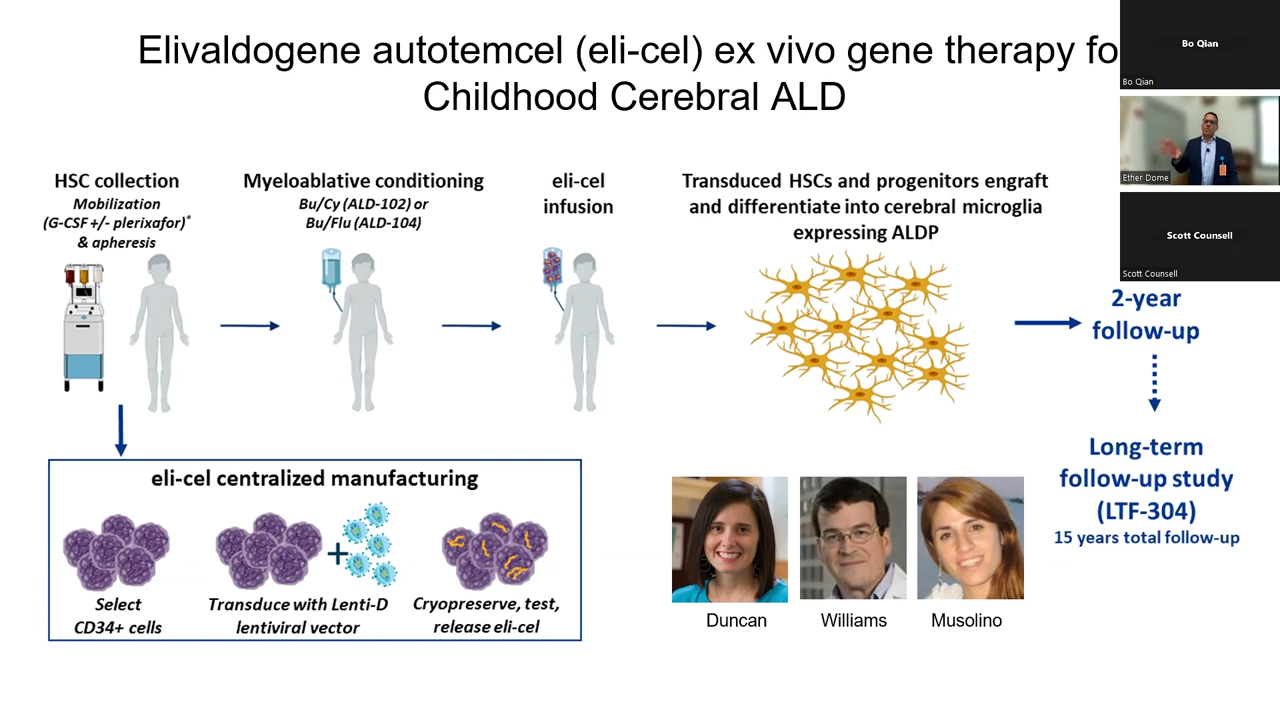 Elivaldogene autotemcel (eli-cel) ex vivo gene therapy fo
Childhood Cerebral ALD
Bo Qian
Bo Qian
Ether Dome
Scott Counsell
Scott Counsell
HSC collection
Mobilization
(G-CSF +/- plerixafor)*
& apheresis
Myeloablative conditioning
Bu/Cy (ALD-102) or
Bu/Flu (ALD-104)
eli-cel
infusion
Transduced HSCs and progenitors engraft
and differentiate into cerebral microglia
expressing ALDP
2-year
follow-up
Long-term
follow-up study
(LTF-304)
15 years total follow-up
eli-cel centralized manufacturing
+
Select
CD34+ cells
Transduce with Lenti-D
lentiviral vector
Cryopreserve, test,
release eli-cel
Duncan
Williams
Musolino